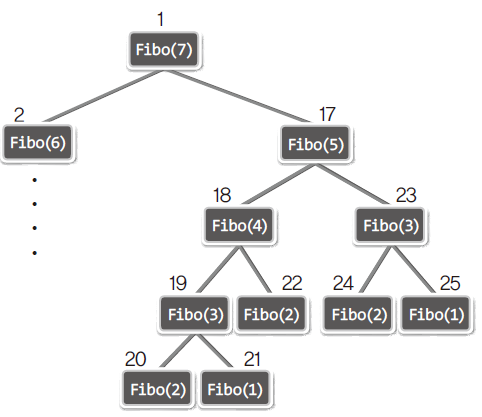 1
Fibo(7)
2
17
Fibo(6)
Fibo(5)
18
23
Fibo(4)
Fibo(3)
19
22
24
25
Fibo(3)
Fibo(2)
Fibo(2)
Fibo(1)
20
21
Fibo(2)
Fibo(1)